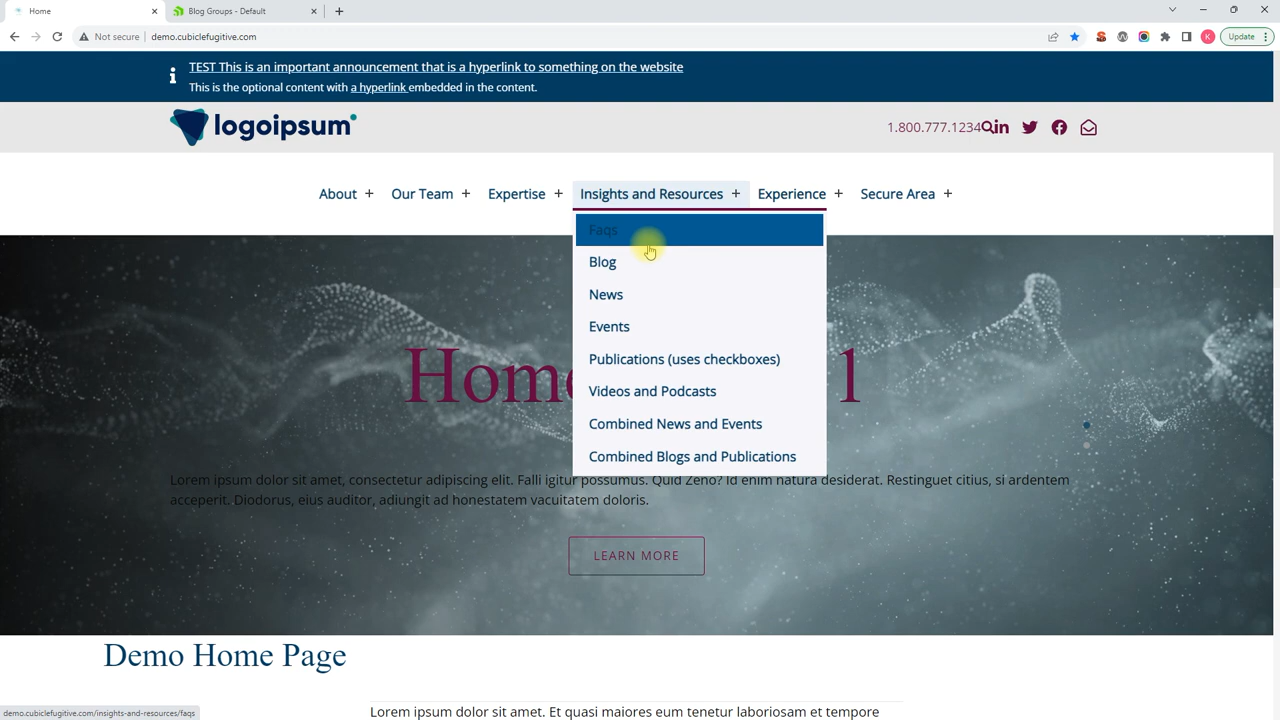 Home
Blog Groups - Default
Not secure
demo.cubiclefugitive.com
K
Update
TEST This is an important announcement that is a hyperlink to something on the website
This is the optional content with a hyperlink embedded in the content.
logoipsum
1.800.777.1234
About +
Our Team +
Expertise +
Insights and Resources +
Experience +
Secure Area +
Faqs
Blog
News
Events
Publications (uses checkboxes)
Videos and Podcasts
Combined News and Events
Combined Blogs and Publications
Home 1
Lorem ipsum dolor sit amet, consectetur adipiscing elit. Falli igitur possumus. Quid Zeno? Id enim natura desiderat. Restinguet citius, si ardentem
acceperit. Diodorus, eius auditor, adiungit ad honestatem vacuitatem doloris.
LEARN MORE
Demo Home Page
Lorem ipsum dolor sit amet. Et quasi maiores eum tenetur laboriosam et tempore
demo.cubiclefugitive.com/insights-and-resources/faqs